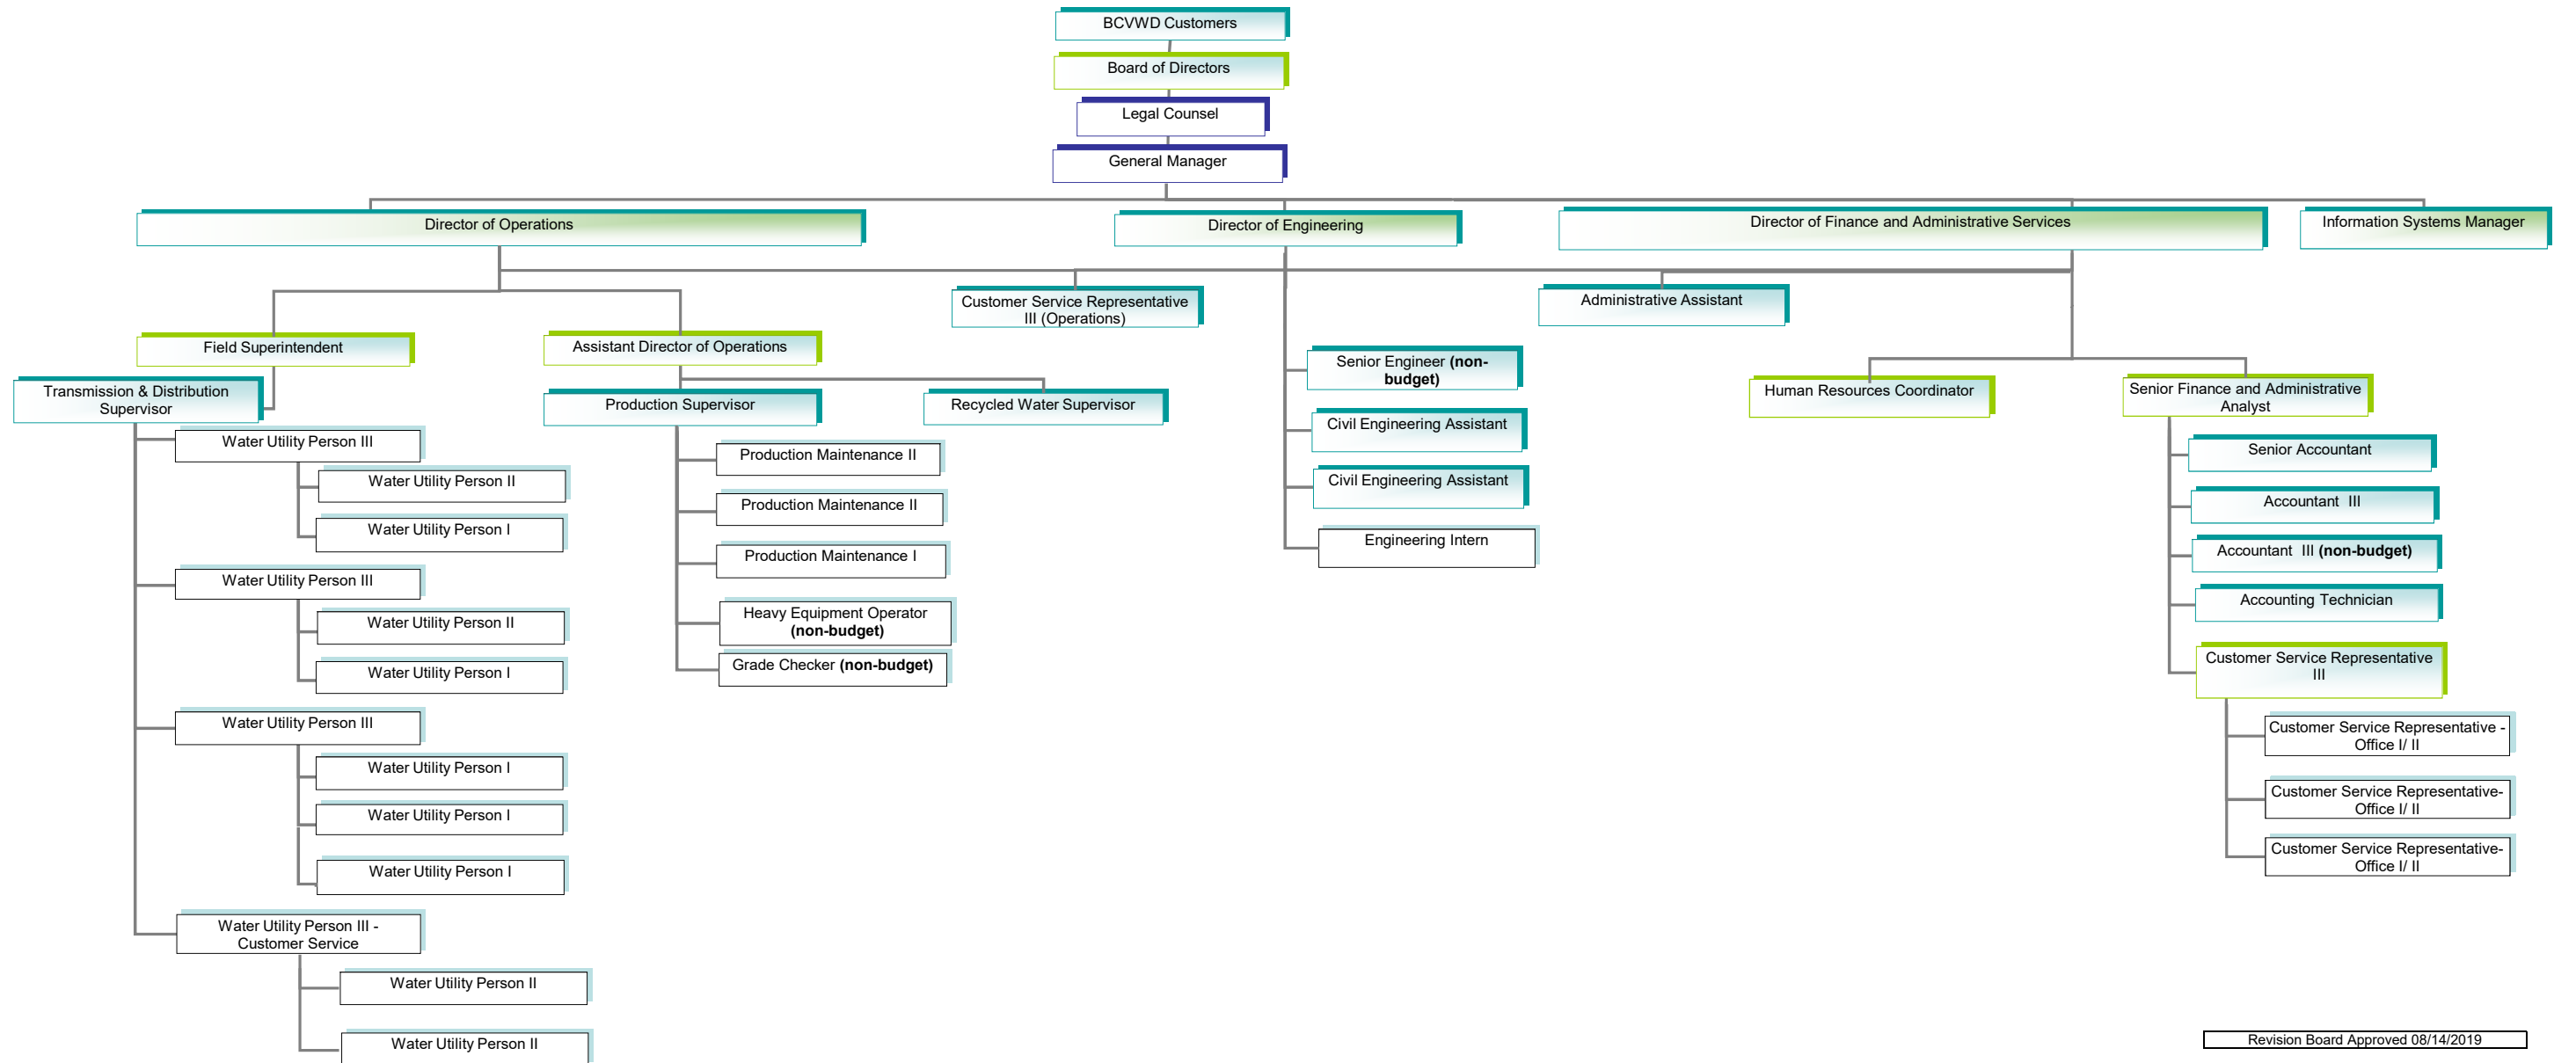 BCVWD Customers
Board of Directors
Legal Counsel
General Manager
Director of Operations
Director of Engineering
Director of Finance and Administrative Services
Information Systems Manager
Customer Service Representative
III (Operations)
Administrative Assistant
Field Superintendent
Assistant Director of Operations
Senior Engineer (non-
budget)
Human Resources Coordinator
Senior Finance and Administrative
Analyst
Transmission & Distribution
Supervisor
Production Supervisor
Recycled Water Supervisor
Civil Engineering Assistant
Civil Engineering Assistant
Engineering Intern
Water Utility Person III
Water Utility Person II
Water Utility Person I
Water Utility Person III
Water Utility Person II
Water Utility Person I
Water Utility Person III
Water Utility Person I
Water Utility Person I
Water Utility Person I
Water Utility Person III -
Customer Service
Water Utility Person II
Water Utility Person II
Production Maintenance II
Production Maintenance II
Production Maintenance I
Heavy Equipment Operator
(non-budget)
Grade Checker (non-budget)
Senior Accountant
Accountant  III
Accountant  III (non-budget)
Accounting Technician
Customer Service Representative
III
Customer Service Representative -
Office I/ II
Customer Service Representative-
Office I/ II
Customer Service Representative-
Office I/ II
Revision Board Approved 08/14/2019